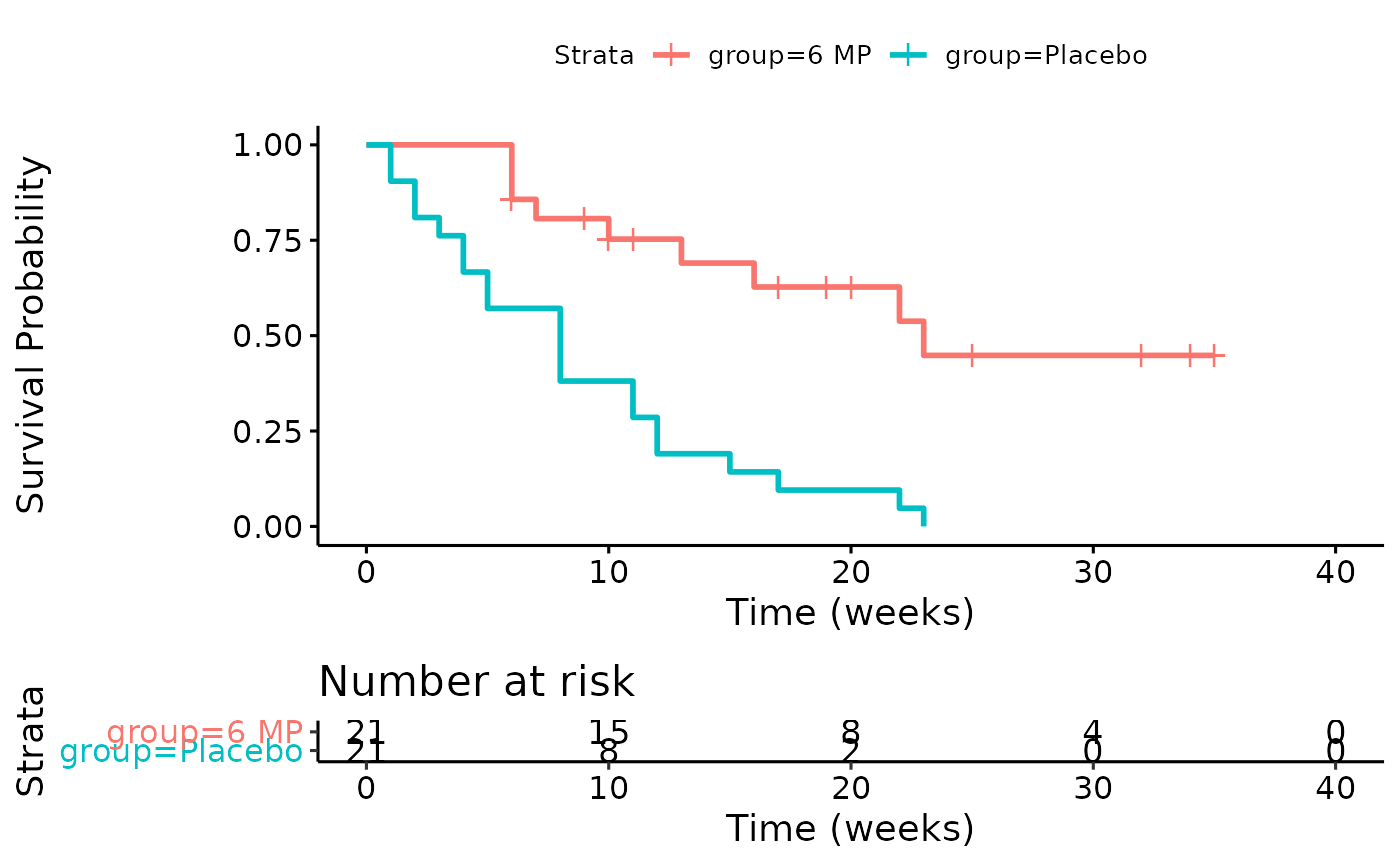 Strata group=6 MP group=Placebo
Survival Probability
1.00
0.75
0.50
0.25
0.00
0 10 20 30 40
Time (weeks)
Number at risk
Strata
group=6 MP 21 15 8 4 0
group=Placebo 21 8 2 0 0
0 10 20 30 40
Time (weeks)